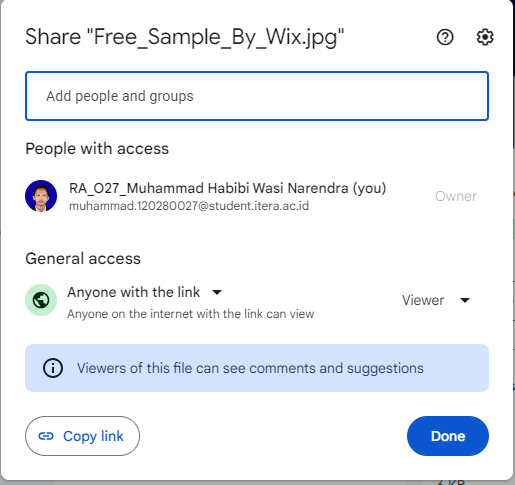 Share "Free_Sample_By_Wix.jpg"
Add people and groups
People with access
RA_O27_Muhammad Habibi Wasi Narendra (you)
muhammad.120280027@student.itera.ac.id
Owner
General access
Anyone with the link
Anyone on the internet with the link can view
Viewer
Viewers of this file can see comments and suggestions
Copy link
Done